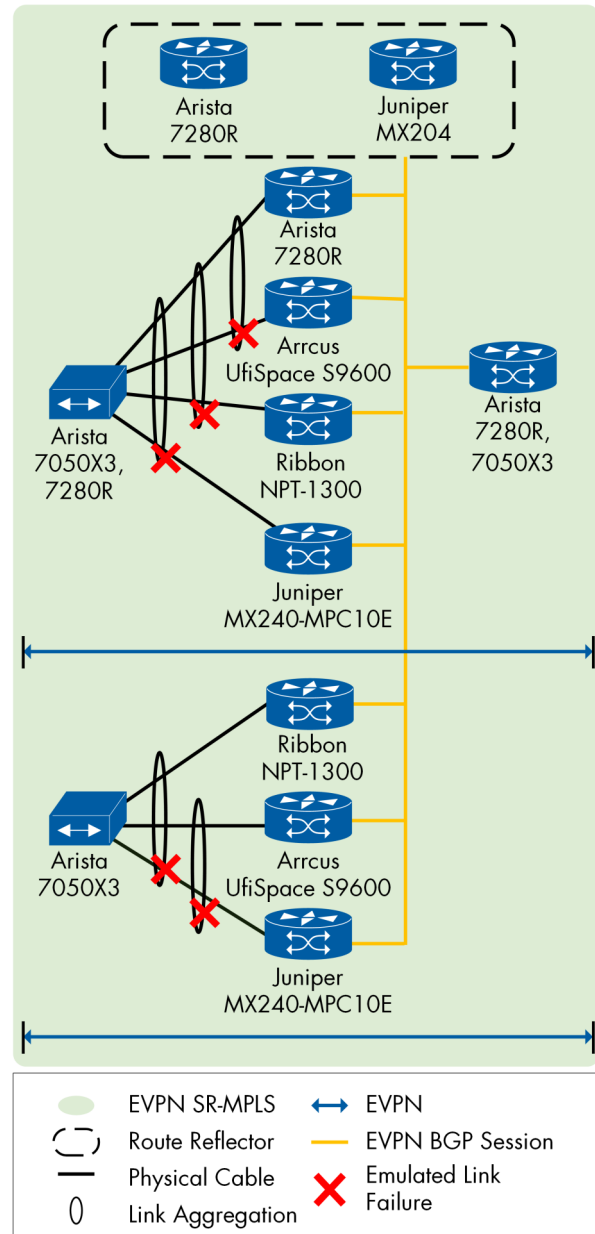 Arista
7280R
Juniper
MX204
Arista
7280R
Arrcus
UfiSpace S9600
Arista
7050X3,
7280R
Ribbon
NPT-1300
Arista
7280R,
7050X3
Juniper
MX240-MPC10E
Ribbon
NPT-1300
Arista
7050X3
Arrcus
UfiSpace S9600
Juniper
MX240-MPC10E
EVPN SR-MPLS
Route Reflector
Physical Cable
Link Aggregation
EVPN
EVPN BGP Session
Emulated Link
Failure